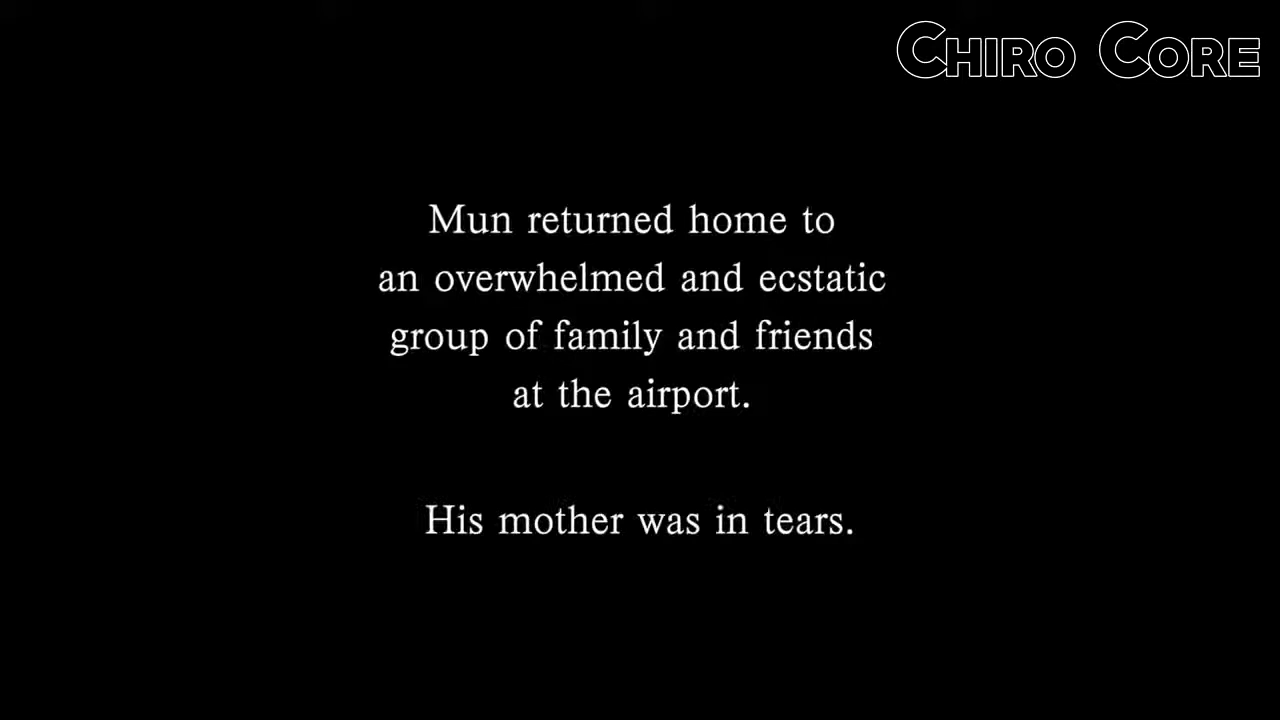 CHIRO CORE
Mun returned home to
an overwhelmed and ecstatic
group of family and friends
at the airport.
His mother was in tears.